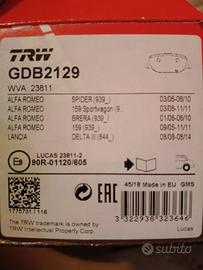 TRW
GDB2129
WVA 23811
ALFA ROMEO SPIDER (939_) 03/06-06/10
ALFA ROMEO 159 Sportwagon (9... 03/06-11/11
ALFA ROMEO BRERA (939_) 01/06-06/10
ALFA ROMEO 159 (939_) 09/05-11/11
LANCIA DELTA III (844_) 08/08-08/14
LUCAS 23811-2
90R-01120/605
45/18 Made in EU GMS
1775731 / 116
The TRW trademark is owned by
TRW Intellectual Property Corp.
3 322938 323646
Lucas
Subito